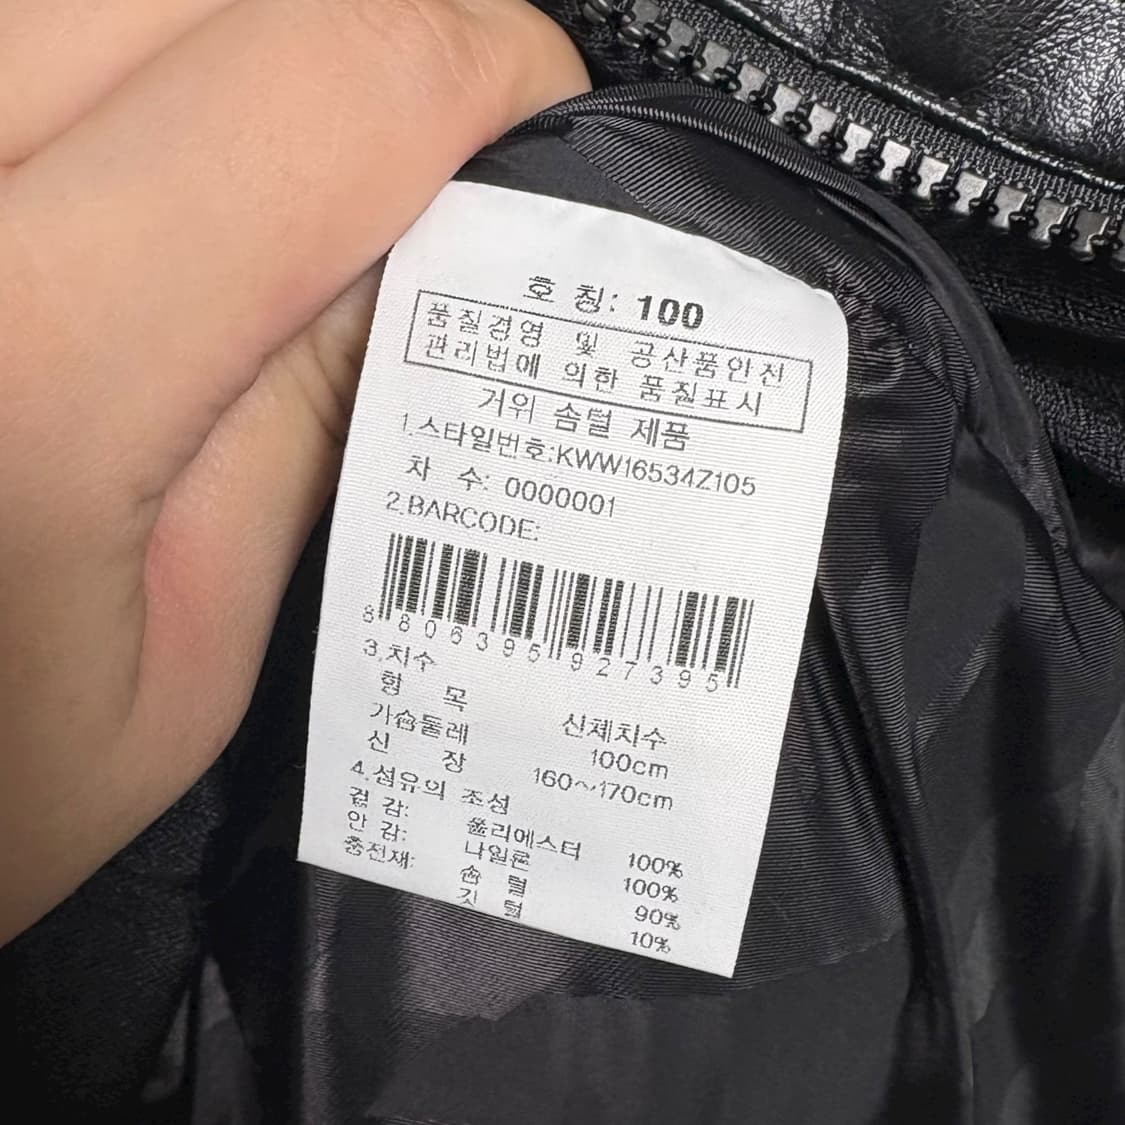 호 칭: 100
품질경영 및 공산품안전
관리법에 의한 품질표시
거위 솜털 제품
1.스타일번호:KWW16534Z105
차 수: 0000001
2.BARCODE:
8 806395 927395
3.치수
항 목 신체치수
가슴둘레 100cm
신 장 160~170cm
4.섬유의 조성
겉 감: 폴리에스터 100%
안 감: 나일론 100%
충전재: 솜 털 90%
깃 털 10%